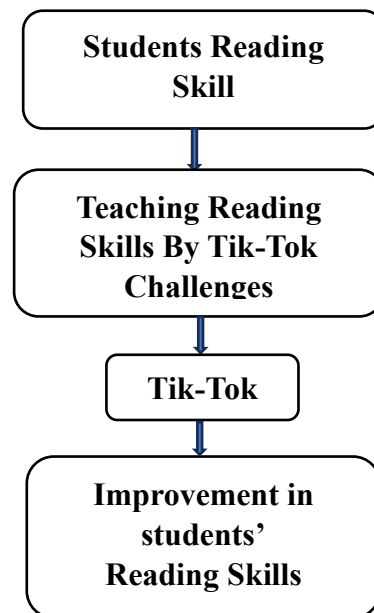 Students Reading
Skill
Teaching Reading
Skills By Tik-Tok
Challenges
Tik-Tok
Improvement in
students’
Reading Skills